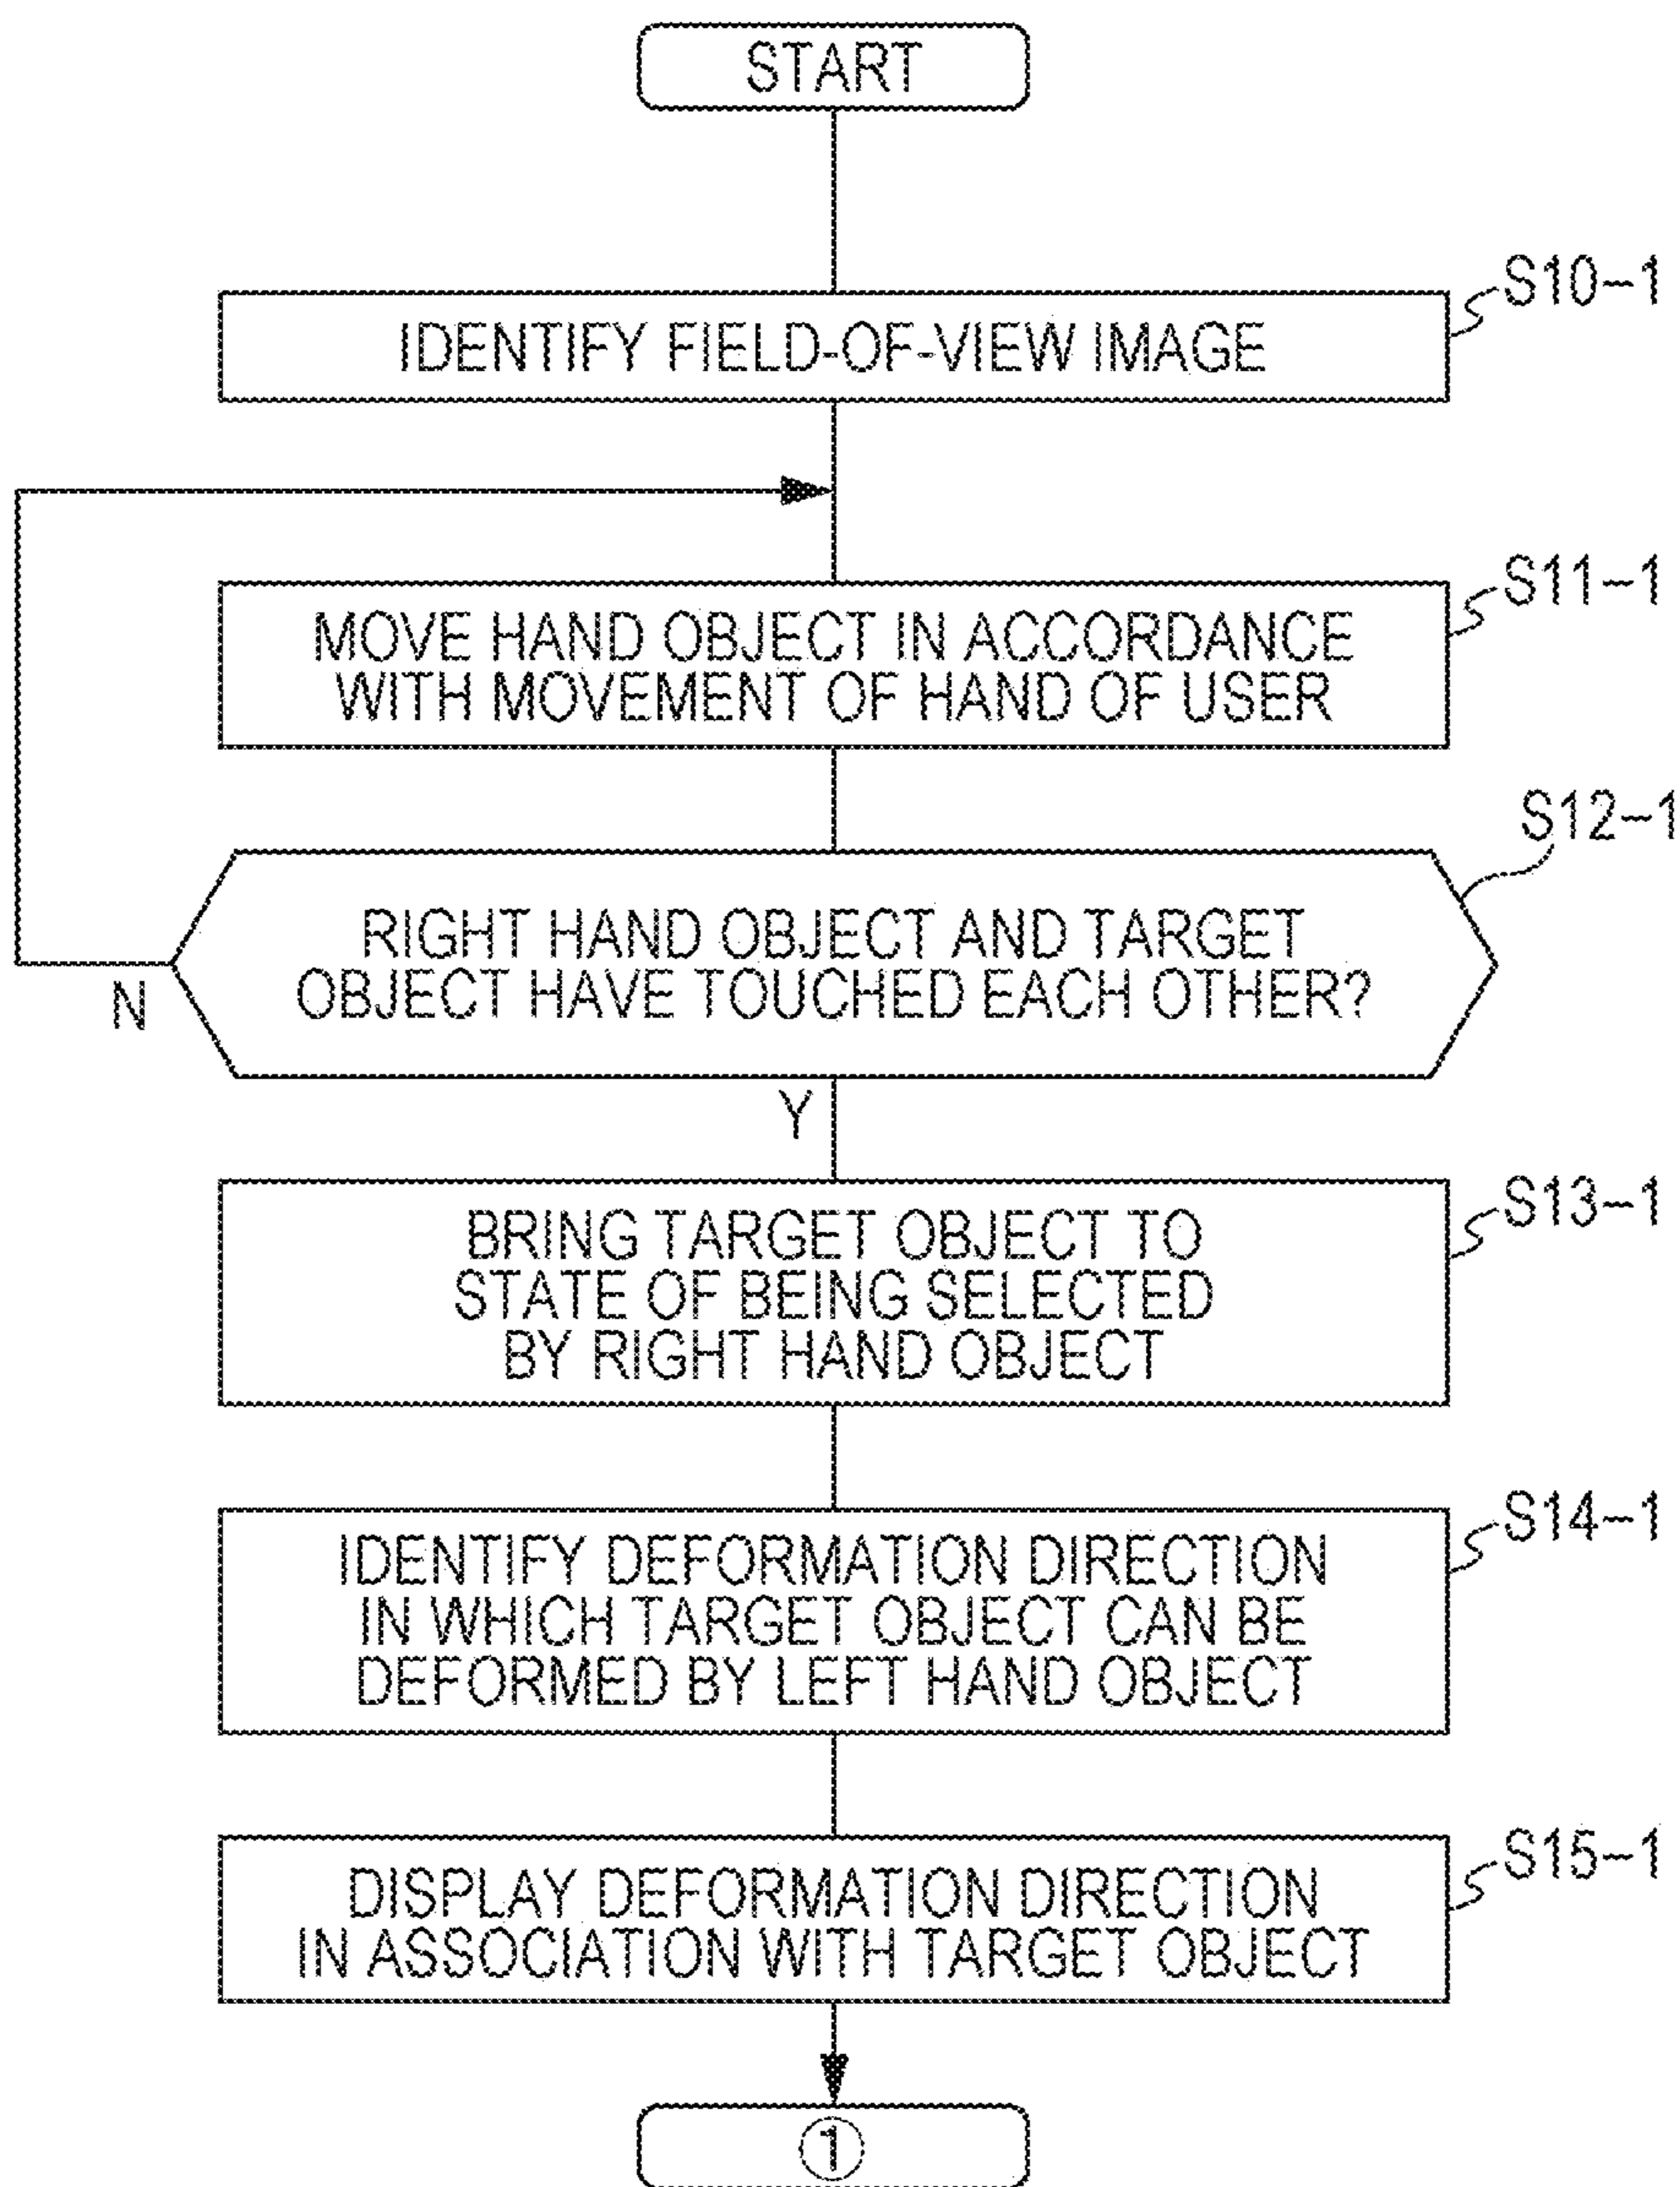 START
S10-1
IDENTIFY FIELD-OF-VIEW IMAGE
S11-1
MOVE HAND OBJECT IN ACCORDANCE
WITH MOVEMENT OF HAND OF USER
S12-1
RIGHT HAND OBJECT AND TARGET
OBJECT HAVE TOUCHED EACH OTHER?
N
Y
S13-1
BRING TARGET OBJECT TO
STATE OF BEING SELECTED
BY RIGHT HAND OBJECT
S14-1
IDENTIFY DEFORMATION DIRECTION
IN WHICH TARGET OBJECT CAN BE
DEFORMED BY LEFT HAND OBJECT
S15-1
DISPLAY DEFORMATION DIRECTION
IN ASSOCIATION WITH TARGET OBJECT
①